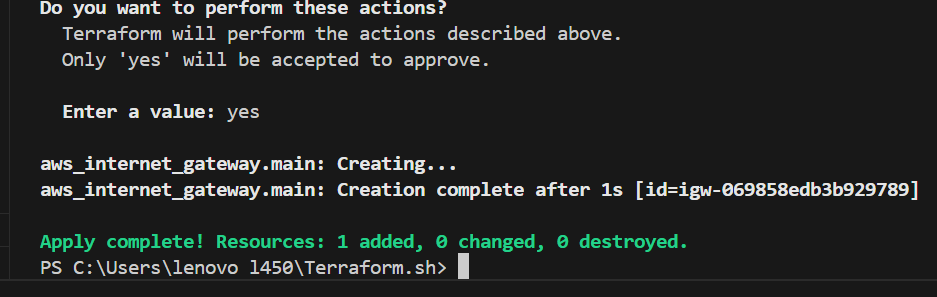 Do you want to perform these actions?
Terraform will perform the actions described above.
Only 'yes' will be accepted to approve.
Enter a value: yes
aws_internet_gateway.main: Creating...
aws_internet_gateway.main: Creation complete after 1s [id=igw-069858edb3b929789]
Apply complete! Resources: 1 added, 0 changed, 0 destroyed.
PS C:\Users\lenovo l450\Terraform.sh>